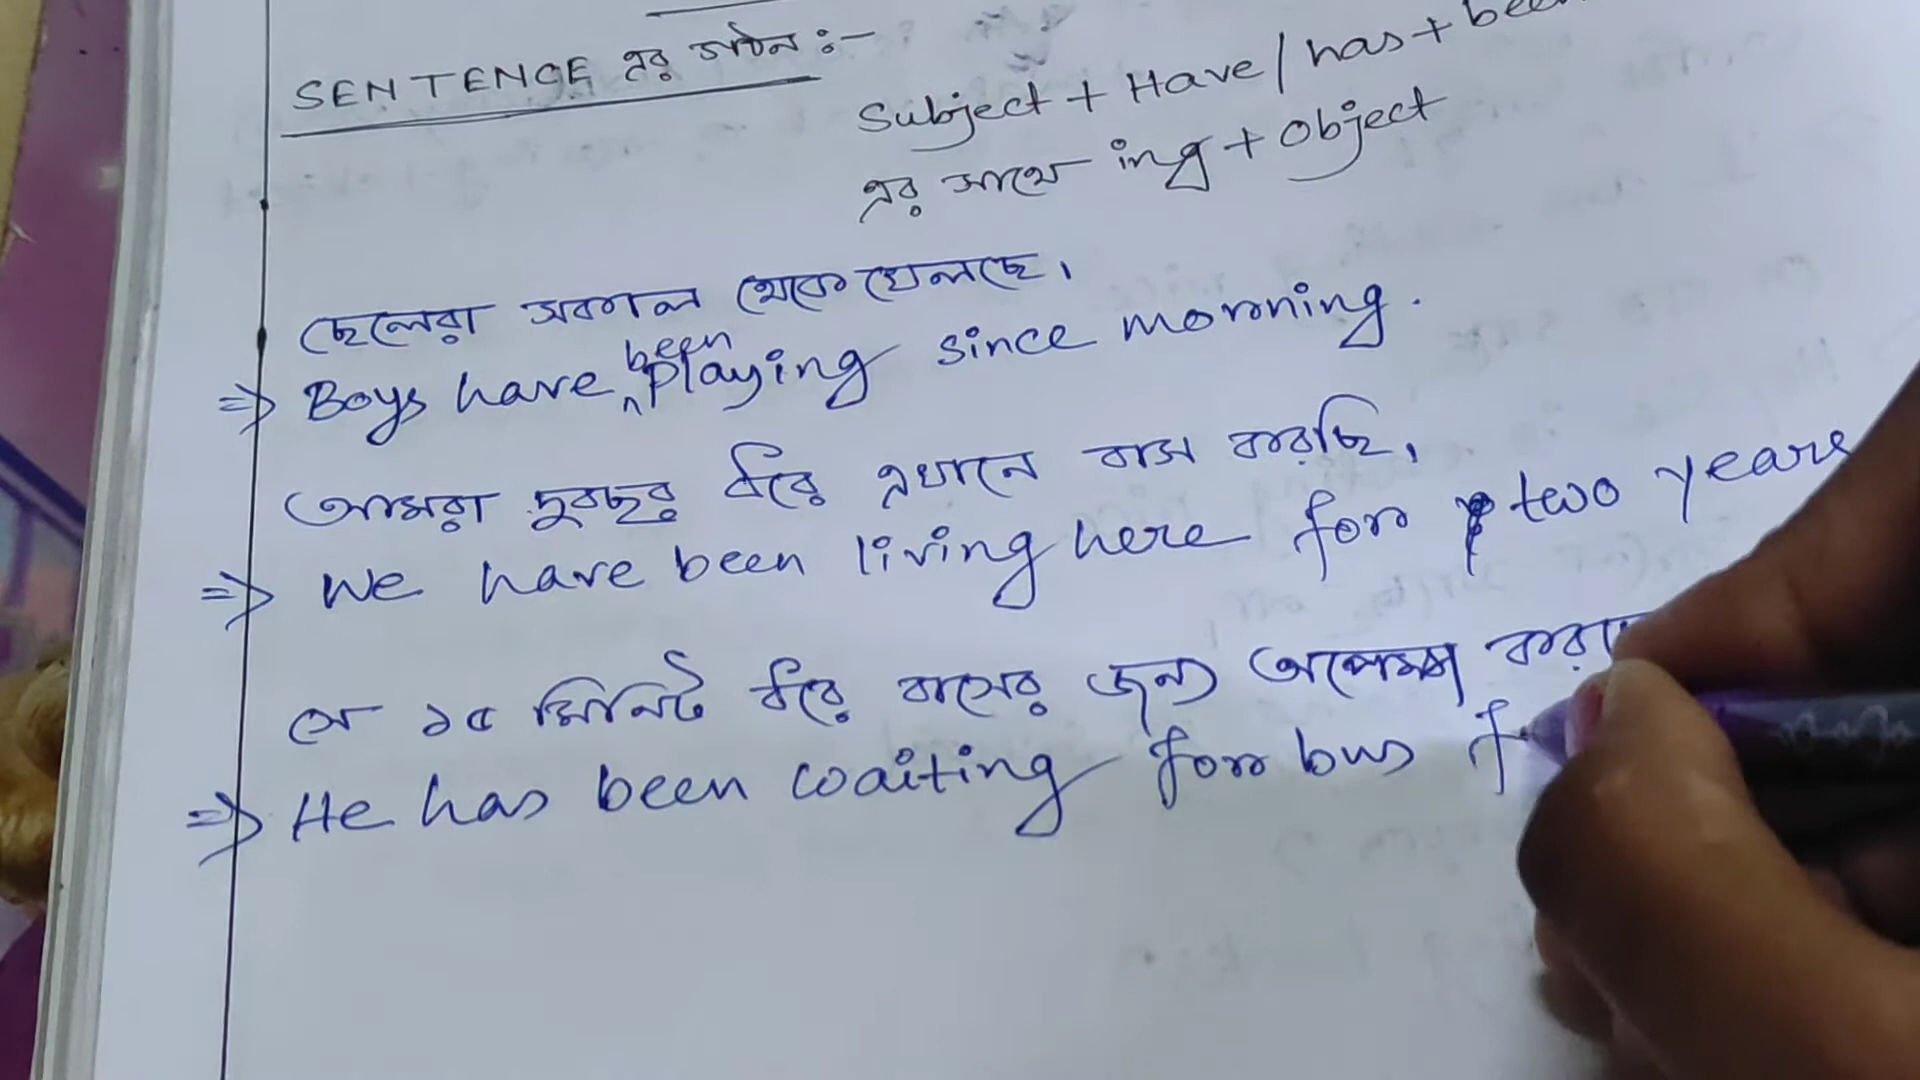 SENTENCE এর গঠন :-
Subject + Have / has + been
এর সাথে ing + Object
ছেলেরা সকাল থেকে খেলছে।
⇒ Boys have been playing since morning.
আমরা দুবছর ধরে এখানে বাস করছি।
⇒ We have been living here for two years
সে ১৫ মিনিট ধরে বাসের জন্য অপেক্ষা
⇒ He has been waiting for bus f